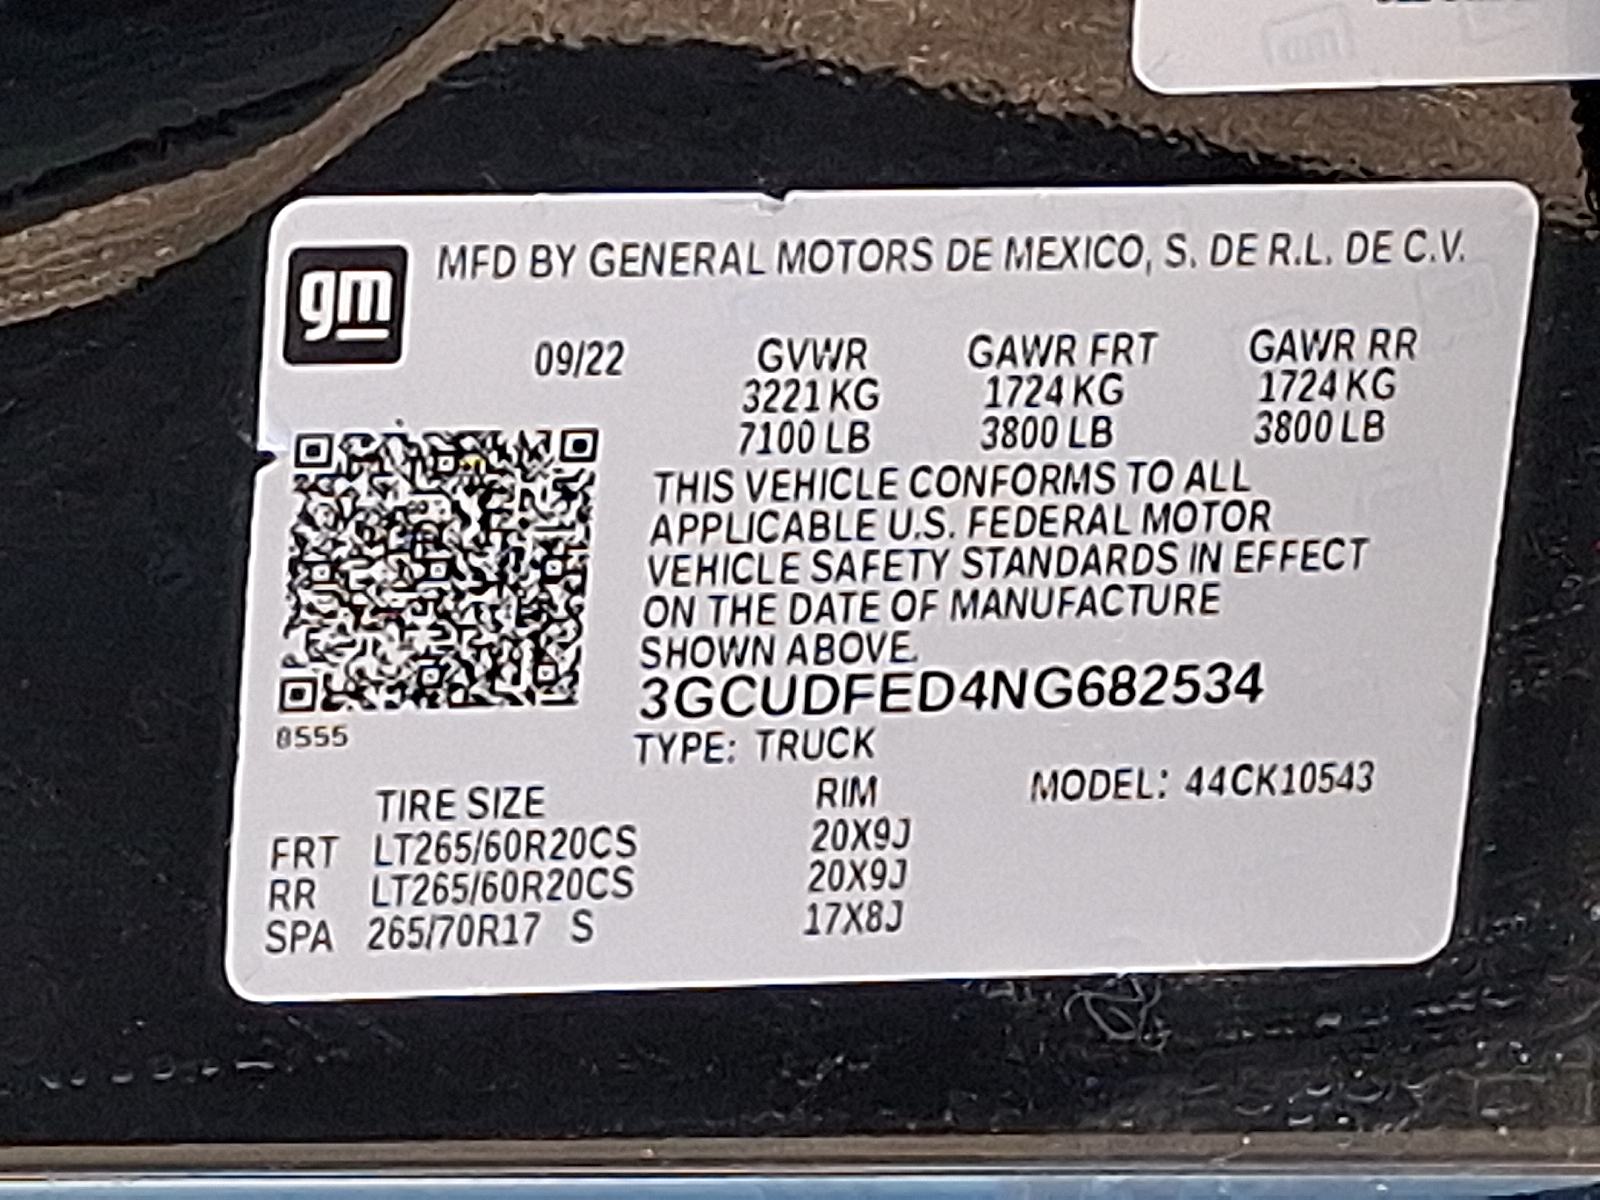 gm
MFD BY GENERAL MOTORS DE MEXICO, S. DE R.L. DE C.V.
09/22 GVWR GAWR FRT GAWR RR
3221 KG 1724 KG 1724 KG
7100 LB 3800 LB 3800 LB
THIS VEHICLE CONFORMS TO ALL
APPLICABLE U.S. FEDERAL MOTOR
VEHICLE SAFETY STANDARDS IN EFFECT
ON THE DATE OF MANUFACTURE
SHOWN ABOVE.
3GCUDFED4NG682534
8555
TYPE: TRUCK
TIRE SIZE RIM MODEL: 44CK10543
FRT LT265/60R20CS 20X9J
RR LT265/60R20CS 20X9J
SPA 265/70R17 S 17X8J